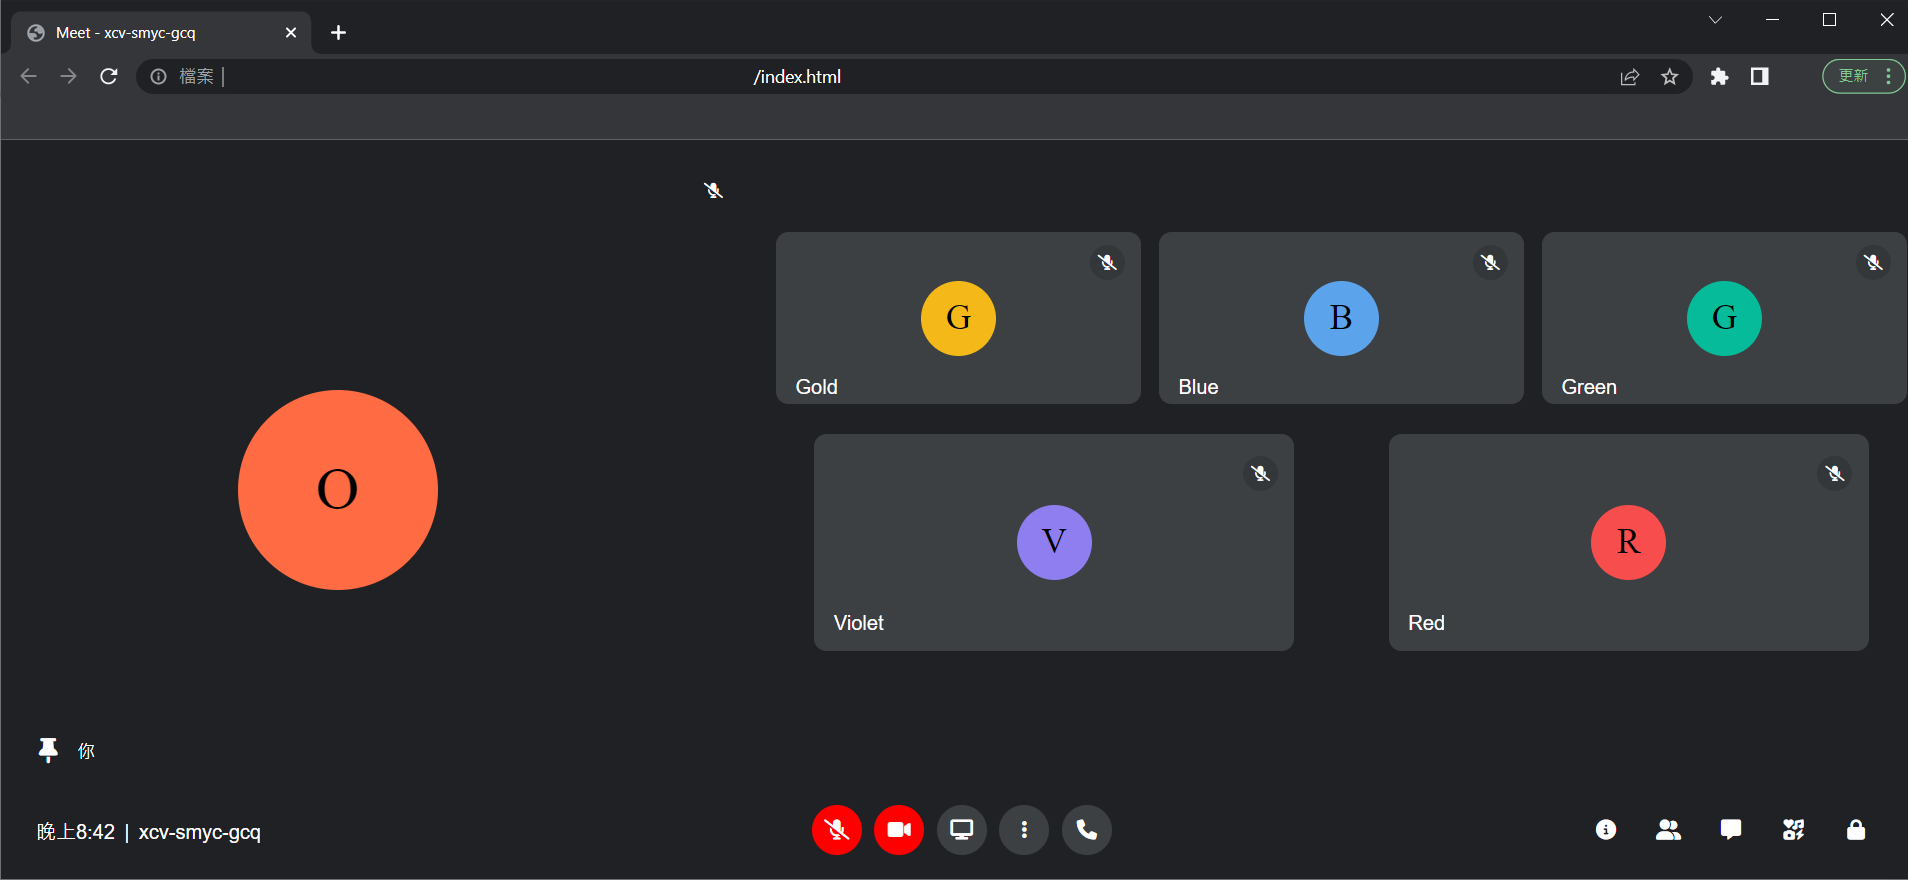 Meet - xcv-smyc-gcq
檔案 | /index.html
更新
G
Gold
B
Blue
G
Green
O
V
Violet
R
Red
你
晚上8:42 | xcv-smyc-gcq